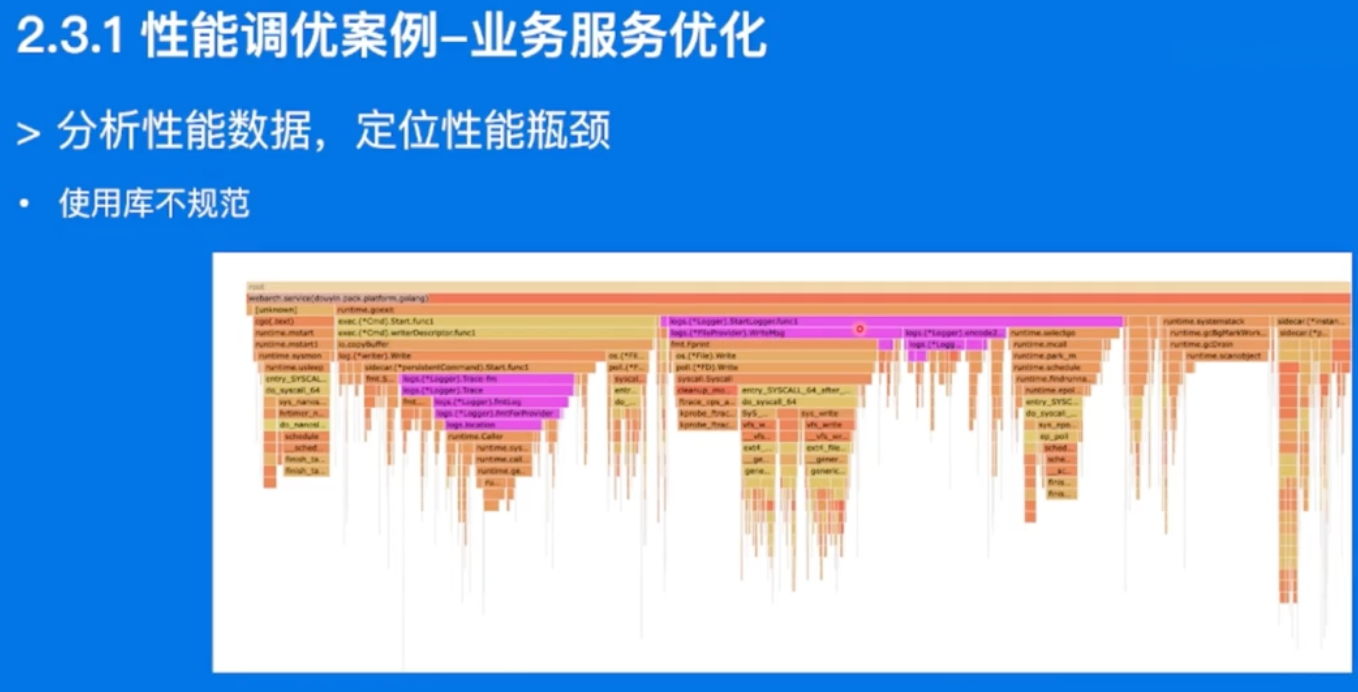 2.3.1 性能调优案例-业务服务优化
> 分析性能数据，定位性能瓶颈
• 使用库不规范
root
webarch.service(douyin.pack.platform.golang)
[unknown] runtime.goexit
cgo(.text) exec.(*Cmd).Start.func1 logs.(*Logger).StartLogger.func1 runtime.systemstack sidecar.(*instan...
runtime.mstart exec.(*Cmd).writerDescriptor.func1 logs.(*FileProvider).WriteMsg runtime.selectgo runtime.gcBgMarkWork... sidecar.(*p...
runtime.mstart1 io.copyBuffer fmt.Fprint logs.(*Logg... runtime.mcall runtime.gcDrain
runtime.sysmon log.(*writer).Write os.(*FIl... os.(*File).Write runtime.park_m runtime.scanobject
runtime.usleep sidecar.(*persistentCommand).Start.func1 poll.(*F... poll.(*FD).Write runtime.schedule
entry_SYSCAL... fmt.S... logs.(*Logger).Trace-fm syscal... syscall.Syscall runtime.findrunna...
do_syscall_64 logs.(*Logger).Trace entr... cleanup_mo... entry_SYSCALL_64_after_... runtime.epol
sys_nanos... fmt... logs.(*Logger).fmtLog do_... ftrace_ops_a... do_syscall_64 entry_SYSC...
hrtimer_n... logs.(*Logger).fmtForProvider kprobe_ftrac... SyS_... sys_write do_syscall_...
do_nanosl... logs.location kprobe_ftrac... vfs_w... vfs_write sys_epo...
schedule runtime.Caller __vfs... __vfs_wr... ep_poll
__sched runtime.sys... ext4_... ext4_file... sched
finish_ta... runtime.call... __ge... __gener... sche...
finish_ta... runtime.ge... gene... generic... __sc...
ru... finis...
finis...